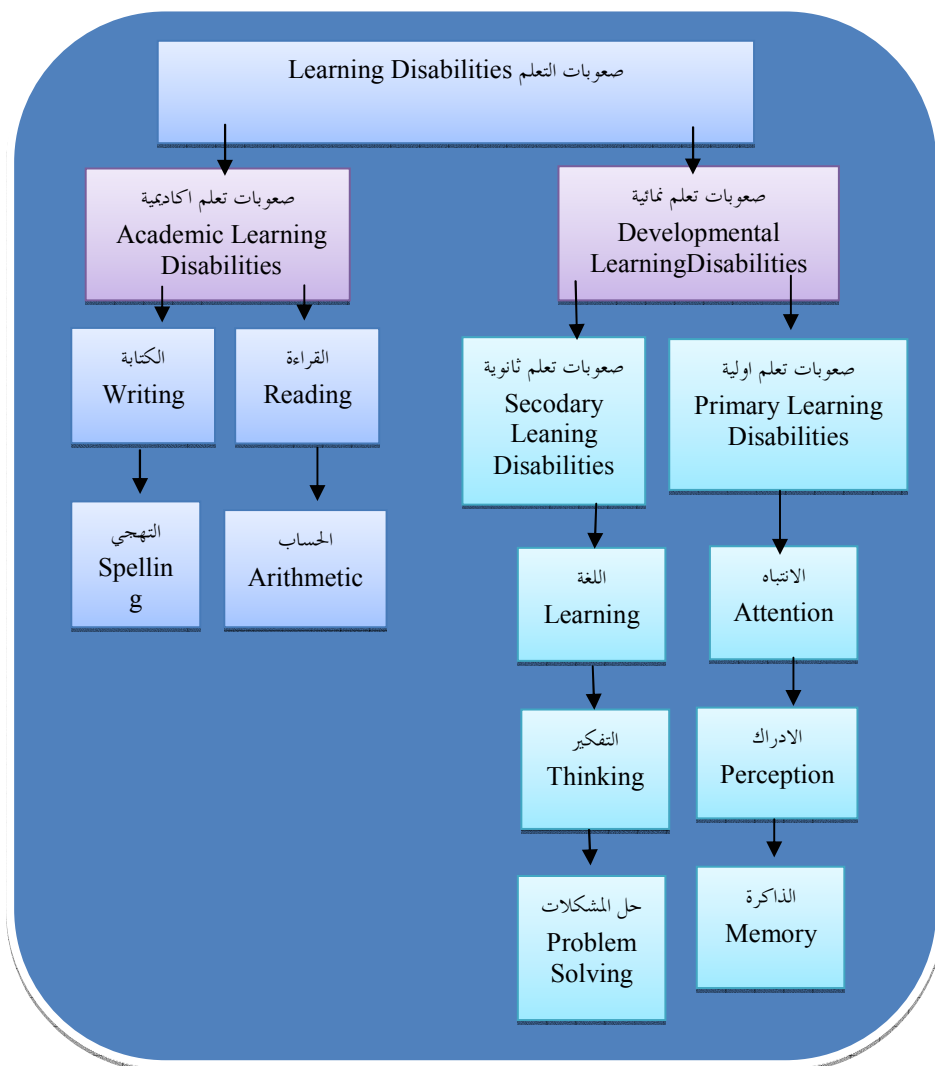 صعوبات التعلم Learning Disabilities
صعوبات تعلم نمائية
Developmental
LearningDisabilities
صعوبات تعلم اكاديمية
Academic Learning
Disabilities
صعوبات تعلم اولية
Primary Learning
Disabilities
صعوبات تعلم ثانوية
Secodary
Leaning
Disabilities
القراءة
Reading
الكتابة
Writing
الانتباه
Attention
اللغة
Learning
الحساب
Arithmetic
التهجي
Spellin
g
الادراك
Perception
التفكير
Thinking
الذاكرة
Memory
حل المشكلات
Problem
Solving